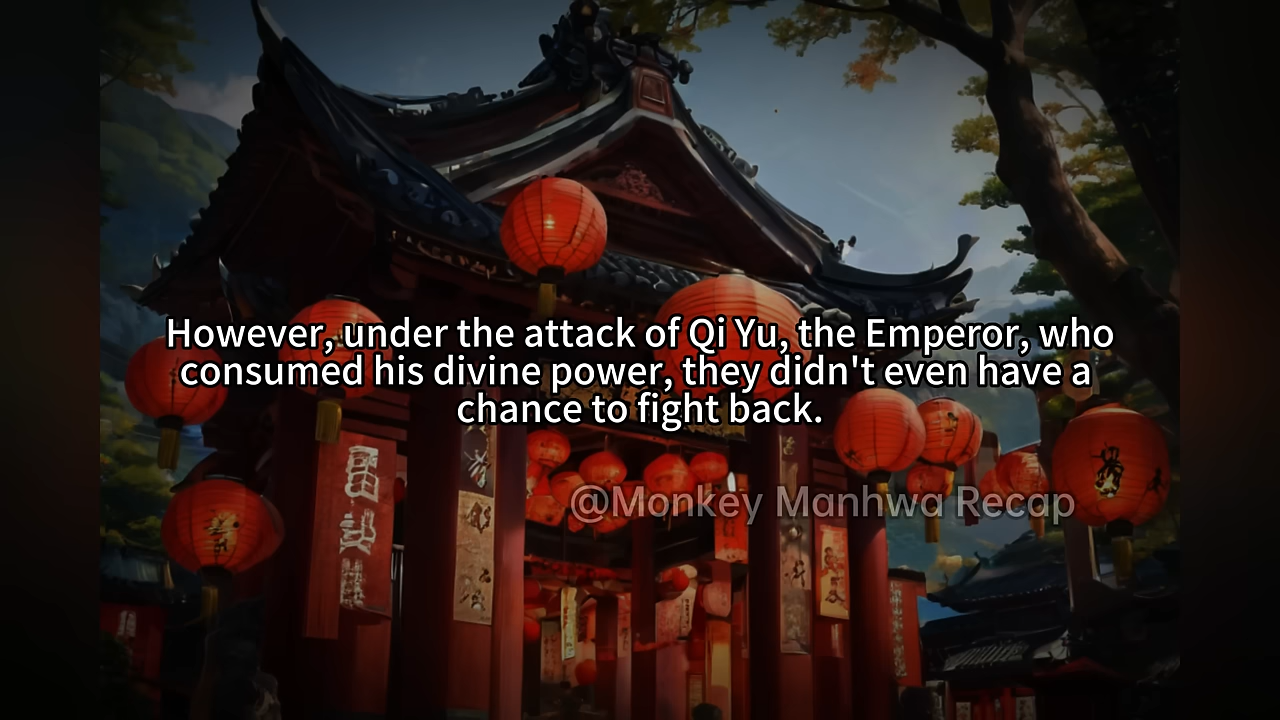 However, under the attack of Qi Yu, the Emperor, who
consumed his divine power, they didn't even have a
chance to fight back.
@Monkey Manhwa Recap